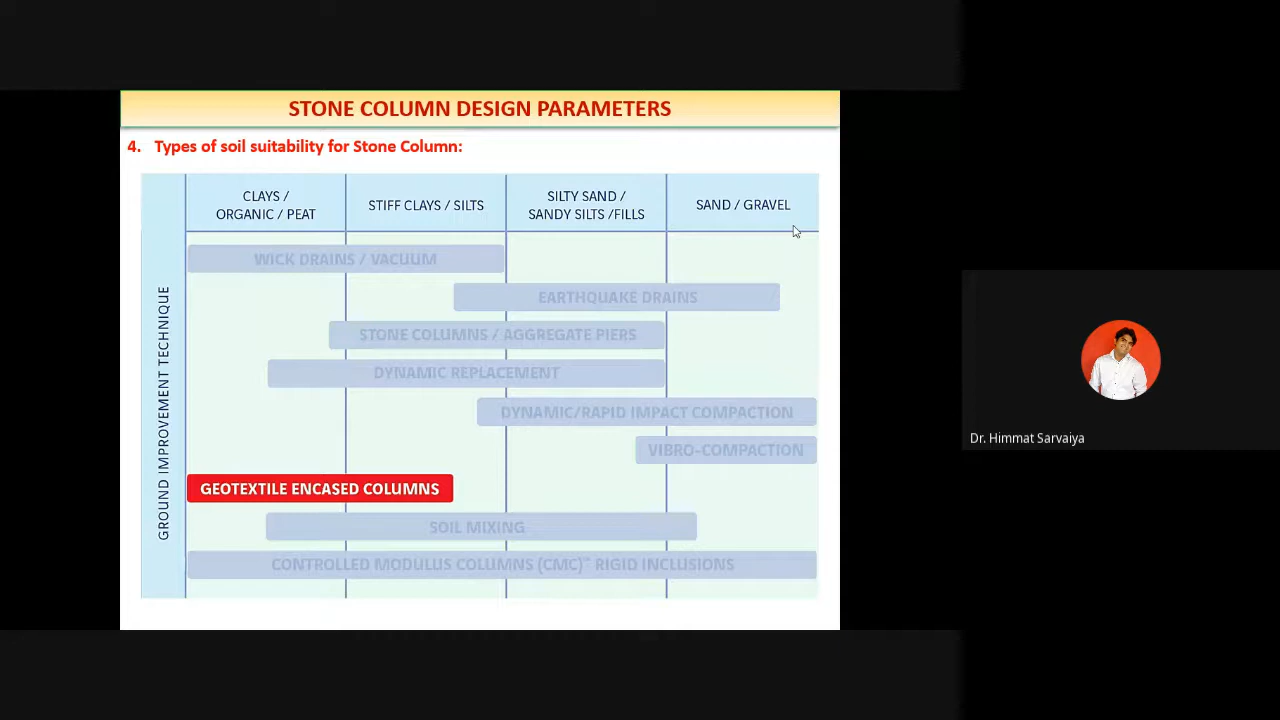 STONE COLUMN DESIGN PARAMETERS
4. Types of soil suitability for Stone Column:
CLAYS /
ORGANIC / PEAT
STIFF CLAYS / SILTS
SILTY SAND /
SANDY SILTS /FILLS
SAND / GRAVEL
GROUND IMPROVEMENT TECHNIQUE
WICK DRAINS / VACUUM
EARTHQUAKE DRAINS
STONE COLUMNS / AGGREGATE PIERS
DYNAMIC REPLACEMENT
DYNAMIC/RAPID IMPACT COMPACTION
VIBRO-COMPACTION
GEOTEXTILE ENCASED COLUMNS
SOIL MIXING
CONTROLLED MODULUS COLUMNS (CMC)™ RIGID INCLUSIONS
Dr. Himmat Sarvaiya